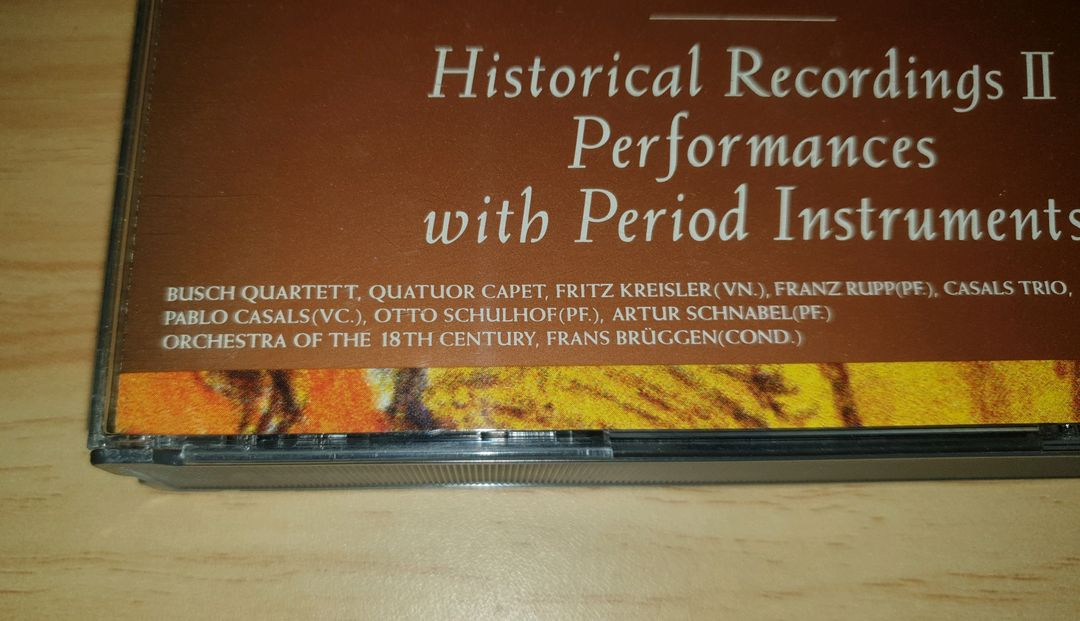 Historical Recordings II
Performances
with Period Instruments
BUSCH QUARTETT, QUATUOR CAPET, FRITZ KREISLER(VN.), FRANZ RUPP(PF.), CASALS TRIO,
PABLO CASALS(VC.), OTTO SCHULHOF(PF.), ARTUR SCHNABEL(PF.)
ORCHESTRA OF THE 18TH CENTURY, FRANS BRÜGGEN(COND.)